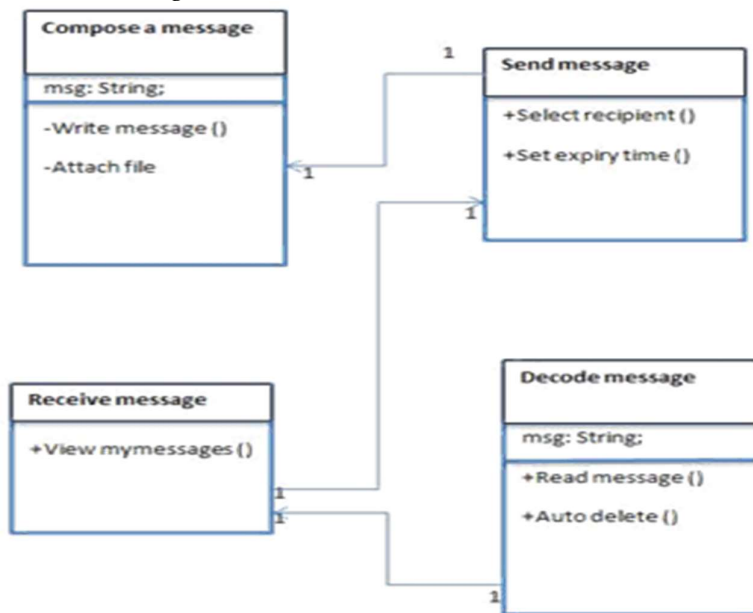 Compose a message
msg: String;
-Write message ()
-Attach file
1
1
Send message
+Select recipient ()
+Set expiry time ()
1
Receive message
+View mymessages ()
1
1
Decode message
msg: String;
+Read message ()
+Auto delete ()
1